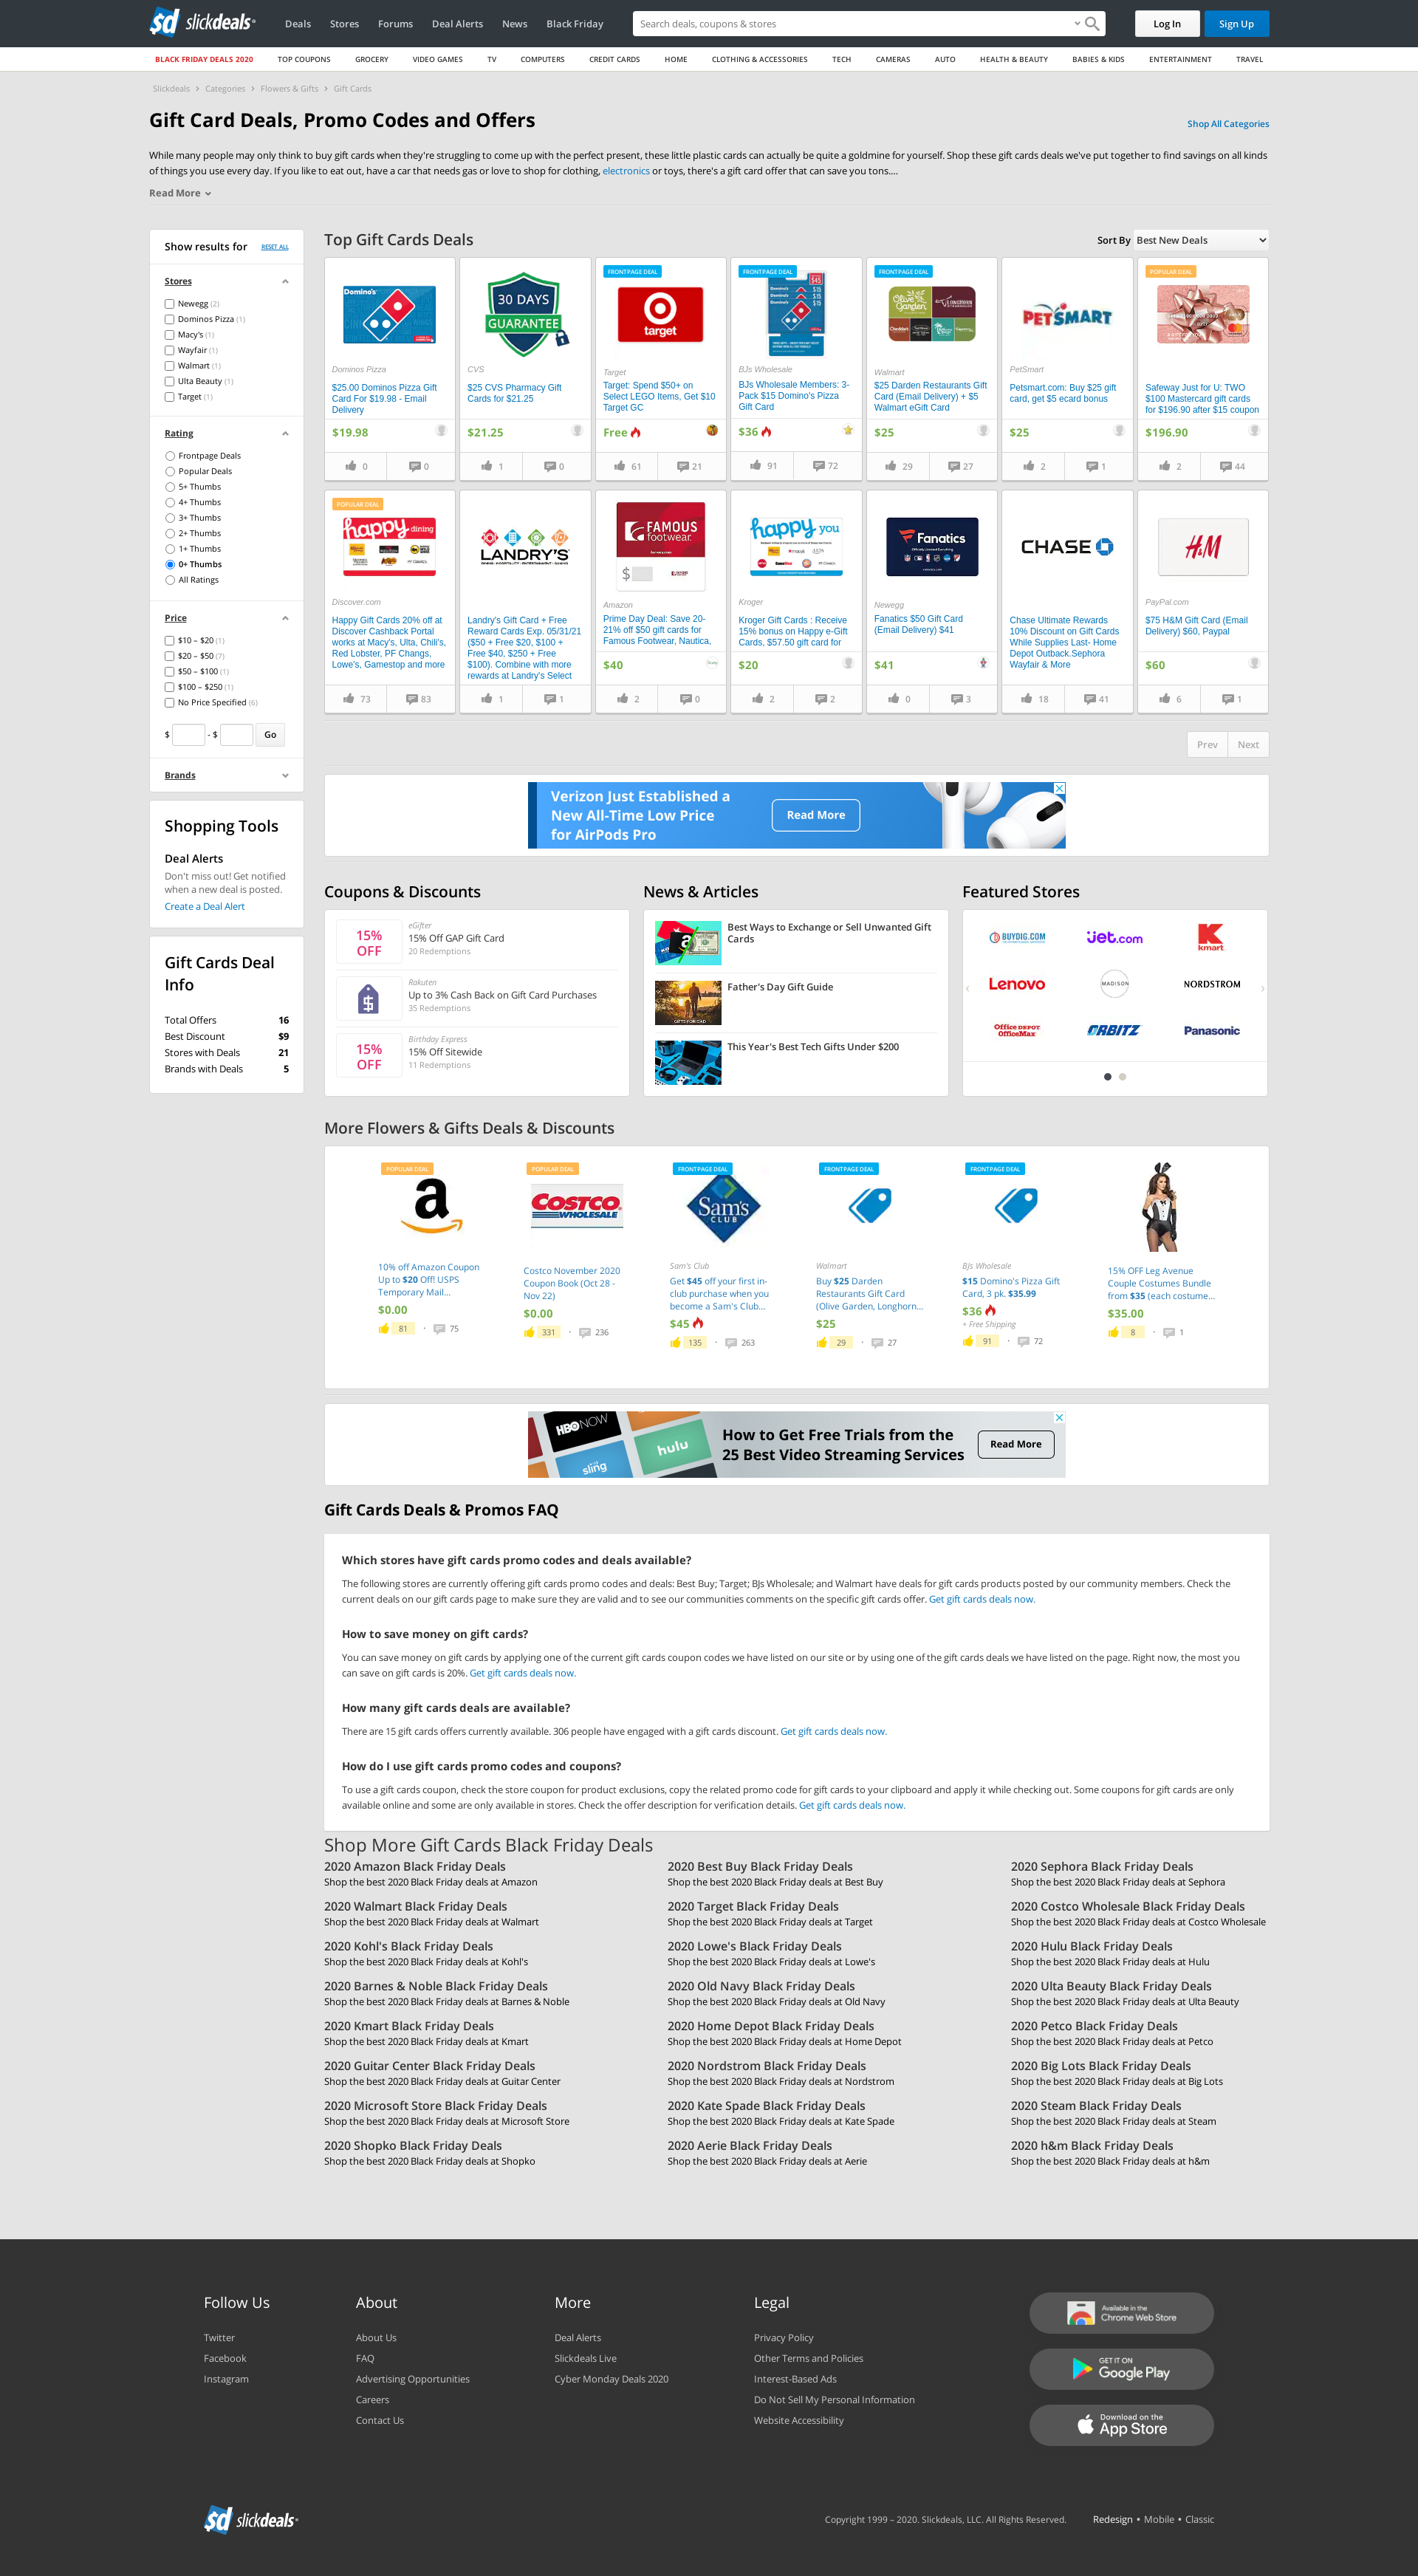 sd slickdeals
Deals Stores Forums Deal Alerts News Black Friday
Search deals, coupons & stores
Log In Sign Up
BLACK FRIDAY DEALS 2020 TOP COUPONS GROCERY VIDEO GAMES TV COMPUTERS CREDIT CARDS HOME CLOTHING & ACCESSORIES TECH CAMERAS AUTO HEALTH & BEAUTY BABIES & KIDS ENTERTAINMENT TRAVEL
Slickdeals › Categories › Flowers & Gifts › Gift Cards
Gift Card Deals, Promo Codes and Offers
Shop All Categories
While many people may only think to buy gift cards when they're struggling to come up with the perfect present, these little plastic cards can actually be quite a goldmine for yourself. Shop these gift cards deals we've put together to find savings on all kinds
of things you use every day. If you like to eat out, have a car that needs gas or love to shop for clothing, electronics or toys, there's a gift card offer that can save you tons....
Read More
Show results for RESET ALL
Stores
Newegg (2)
Dominos Pizza (1)
Macy's (1)
Wayfair (1)
Walmart (1)
Ulta Beauty (1)
Target (1)
Rating
Frontpage Deals
Popular Deals
5+ Thumbs
4+ Thumbs
3+ Thumbs
2+ Thumbs
1+ Thumbs
0+ Thumbs
All Ratings
Price
$10 – $20 (1)
$20 – $50 (7)
$50 – $100 (1)
$100 – $250 (1)
No Price Specified (6)
$ - $ Go
Brands
Shopping Tools
Deal Alerts
Don't miss out! Get notified
when a new deal is posted.
Create a Deal Alert
Gift Cards Deal
Info
Total Offers 16
Best Discount $9
Stores with Deals 21
Brands with Deals 5
Top Gift Cards Deals
Sort By Best New Deals
Domino's
Dominos Pizza
$25.00 Dominos Pizza Gift
Card For $19.98 - Email
Delivery
$19.98
0 0
30 DAYS
GUARANTEE
CVS
$25 CVS Pharmacy Gift
Cards for $21.25
$21.25
1 0
FRONTPAGE DEAL
target
Target
Target: Spend $50+ on
Select LEGO Items, Get $10
Target GC
Free
61 21
FRONTPAGE DEAL
$45
$15
$15
$15
BJs Wholesale
BJs Wholesale Members: 3-
Pack $15 Domino's Pizza
Gift Card
$36
91 72
FRONTPAGE DEAL
Olive Garden
LONGHORN
Cheddar's
Walmart
$25 Darden Restaurants Gift
Card (Email Delivery) + $5
Walmart eGift Card
$25
29 27
PETSMART
PetSmart
Petsmart.com: Buy $25 gift
card, get $5 ecard bonus
$25
2 1
POPULAR DEAL
Safeway Just for U: TWO
$100 Mastercard gift cards
for $196.90 after $15 coupon
$196.90
2 44
POPULAR DEAL
happy dining
Discover.com
Happy Gift Cards 20% off at
Discover Cashback Portal
works at Macy's, Ulta, Chili's,
Red Lobster, PF Changs,
Lowe's, Gamestop and more
73 83
LANDRY'S
Landry's Gift Card + Free
Reward Cards Exp. 05/31/21
($50 + Free $20, $100 +
Free $40, $250 + Free
$100). Combine with more
rewards at Landry's Select
1 1
FAMOUS
footwear
$
Amazon
Prime Day Deal: Save 20-
21% off $50 gift cards for
Famous Footwear, Nautica,
$40
2 0
happy you
Kroger
Kroger Gift Cards : Receive
15% bonus on Happy e-Gift
Cards, $57.50 gift card for
$20
2 2
Fanatics
Newegg
Fanatics $50 Gift Card
(Email Delivery) $41
$41
0 3
CHASE
Chase Ultimate Rewards
10% Discount on Gift Cards
While Supplies Last- Home
Depot Outback.Sephora
Wayfair & More
18 41
H&M
PayPal.com
$75 H&M Gift Card (Email
Delivery) $60, Paypal
$60
6 1
Prev Next
Verizon Just Established a
New All-Time Low Price
for AirPods Pro
Read More
Coupons & Discounts
15%
OFF
eGifter
15% Off GAP Gift Card
20 Redemptions
$
Rakuten
Up to 3% Cash Back on Gift Card Purchases
35 Redemptions
15%
OFF
Birthday Express
15% Off Sitewide
11 Redemptions
News & Articles
Best Ways to Exchange or Sell Unwanted Gift
Cards
GIFTS FOR DAD
Father's Day Gift Guide
This Year's Best Tech Gifts Under $200
Featured Stores
BUYDIG.COM jet.com Kmart
Lenovo MADISON NORDSTROM
Office DEPOT OfficeMax ORBITZ Panasonic
More Flowers & Gifts Deals & Discounts
POPULAR DEAL
a
10% off Amazon Coupon
Up to $20 Off! USPS
Temporary Mail...
$0.00
81 · 75
POPULAR DEAL
COSTCO
WHOLESALE
Costco November 2020
Coupon Book (Oct 28 -
Nov 22)
$0.00
331 · 236
FRONTPAGE DEAL
Sam's
CLUB
Sam's Club
Get $45 off your first in-
club purchase when you
become a Sam's Club...
$45
135 · 263
FRONTPAGE DEAL
Walmart
Buy $25 Darden
Restaurants Gift Card
(Olive Garden, Longhorn...
$25
29 · 27
FRONTPAGE DEAL
BJs Wholesale
$15 Domino's Pizza Gift
Card, 3 pk. $35.99
$36
+ Free Shipping
91 · 72
15% OFF Leg Avenue
Couple Costumes Bundle
from $35 (each costume...
$35.00
8 · 1
HBO NOW
hulu
sling
How to Get Free Trials from the
25 Best Video Streaming Services
Read More
Gift Cards Deals & Promos FAQ
Which stores have gift cards promo codes and deals available?
The following stores are currently offering gift cards promo codes and deals: Best Buy; Target; BJs Wholesale; and Walmart have deals for gift cards products posted by our community members. Check the
current deals on our gift cards page to make sure they are valid and to see our communities comments on the specific gift cards offer. Get gift cards deals now.
How to save money on gift cards?
You can save money on gift cards by applying one of the current gift cards coupon codes we have listed on our site or by using one of the gift cards deals we have listed on the page. Right now, the most you
can save on gift cards is 20%. Get gift cards deals now.
How many gift cards deals are available?
There are 15 gift cards offers currently available. 306 people have engaged with a gift cards discount. Get gift cards deals now.
How do I use gift cards promo codes and coupons?
To use a gift cards coupon, check the store coupon for product exclusions, copy the related promo code for gift cards to your clipboard and apply it while checking out. Some coupons for gift cards are only
available online and some are only available in stores. Check the offer description for verification details. Get gift cards deals now.
Shop More Gift Cards Black Friday Deals
2020 Amazon Black Friday Deals 2020 Best Buy Black Friday Deals 2020 Sephora Black Friday Deals
Shop the best 2020 Black Friday deals at Amazon Shop the best 2020 Black Friday deals at Best Buy Shop the best 2020 Black Friday deals at Sephora
2020 Walmart Black Friday Deals 2020 Target Black Friday Deals 2020 Costco Wholesale Black Friday Deals
Shop the best 2020 Black Friday deals at Walmart Shop the best 2020 Black Friday deals at Target Shop the best 2020 Black Friday deals at Costco Wholesale
2020 Kohl's Black Friday Deals 2020 Lowe's Black Friday Deals 2020 Hulu Black Friday Deals
Shop the best 2020 Black Friday deals at Kohl's Shop the best 2020 Black Friday deals at Lowe's Shop the best 2020 Black Friday deals at Hulu
2020 Barnes & Noble Black Friday Deals 2020 Old Navy Black Friday Deals 2020 Ulta Beauty Black Friday Deals
Shop the best 2020 Black Friday deals at Barnes & Noble Shop the best 2020 Black Friday deals at Old Navy Shop the best 2020 Black Friday deals at Ulta Beauty
2020 Kmart Black Friday Deals 2020 Home Depot Black Friday Deals 2020 Petco Black Friday Deals
Shop the best 2020 Black Friday deals at Kmart Shop the best 2020 Black Friday deals at Home Depot Shop the best 2020 Black Friday deals at Petco
2020 Guitar Center Black Friday Deals 2020 Nordstrom Black Friday Deals 2020 Big Lots Black Friday Deals
Shop the best 2020 Black Friday deals at Guitar Center Shop the best 2020 Black Friday deals at Nordstrom Shop the best 2020 Black Friday deals at Big Lots
2020 Microsoft Store Black Friday Deals 2020 Kate Spade Black Friday Deals 2020 Steam Black Friday Deals
Shop the best 2020 Black Friday deals at Microsoft Store Shop the best 2020 Black Friday deals at Kate Spade Shop the best 2020 Black Friday deals at Steam
2020 Shopko Black Friday Deals 2020 Aerie Black Friday Deals 2020 h&m Black Friday Deals
Shop the best 2020 Black Friday deals at Shopko Shop the best 2020 Black Friday deals at Aerie Shop the best 2020 Black Friday deals at h&m
Follow Us
Twitter
Facebook
Instagram
About
About Us
FAQ
Advertising Opportunities
Careers
Contact Us
More
Deal Alerts
Slickdeals Live
Cyber Monday Deals 2020
Legal
Privacy Policy
Other Terms and Policies
Interest-Based Ads
Do Not Sell My Personal Information
Website Accessibility
Available in the
Chrome Web Store
GET IT ON
Google Play
Download on the
App Store
sd slickdeals
Copyright 1999 – 2020. Slickdeals, LLC. All Rights Reserved. Redesign • Mobile • Classic